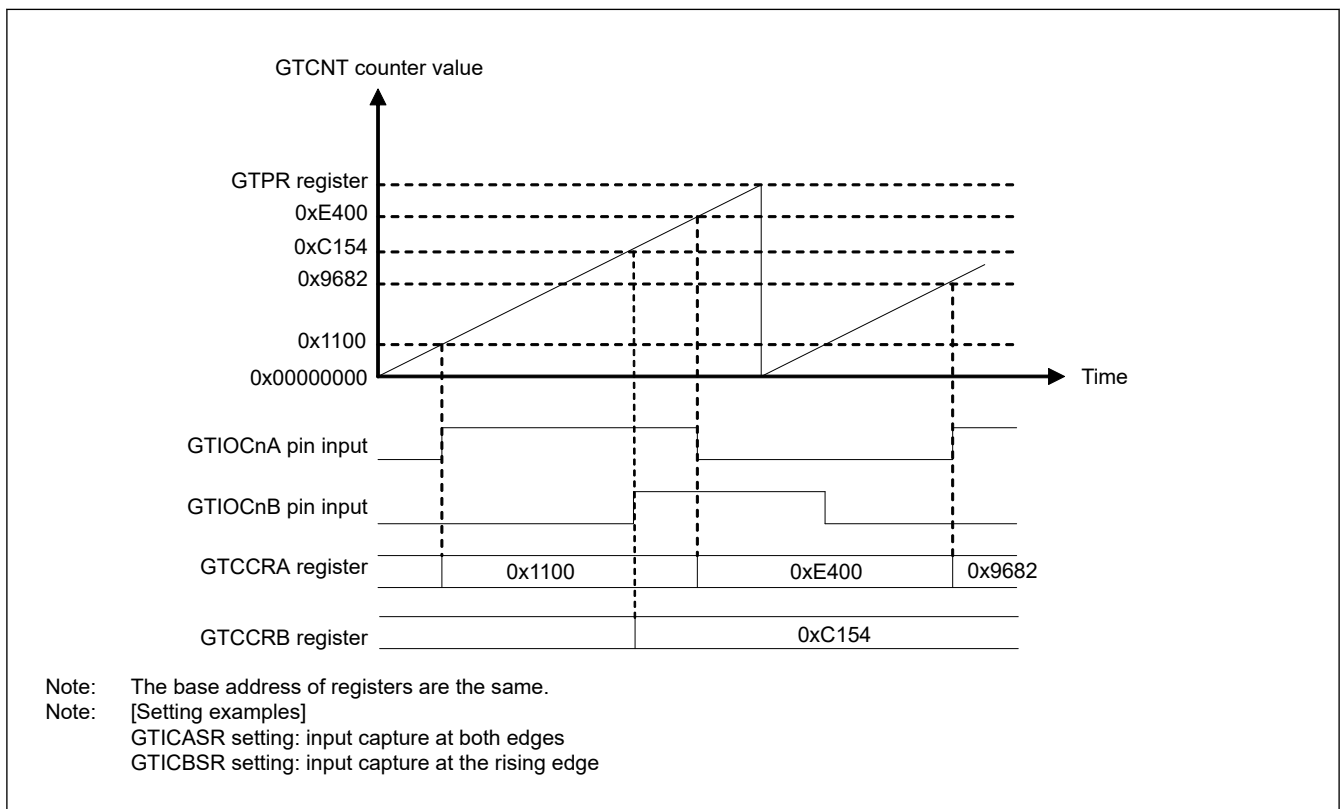 GTCNT counter value
GTPR register
0xE400
0xC154
0x9682
0x1100
0x00000000
Time
GTIOCnA pin input
GTIOCnB pin input
GTCCRA register
0x1100
0xE400
0x9682
GTCCRB register
0xC154
Note: The base address of registers are the same.
Note: [Setting examples]
GTICASR setting: input capture at both edges
GTICBSR setting: input capture at the rising edge